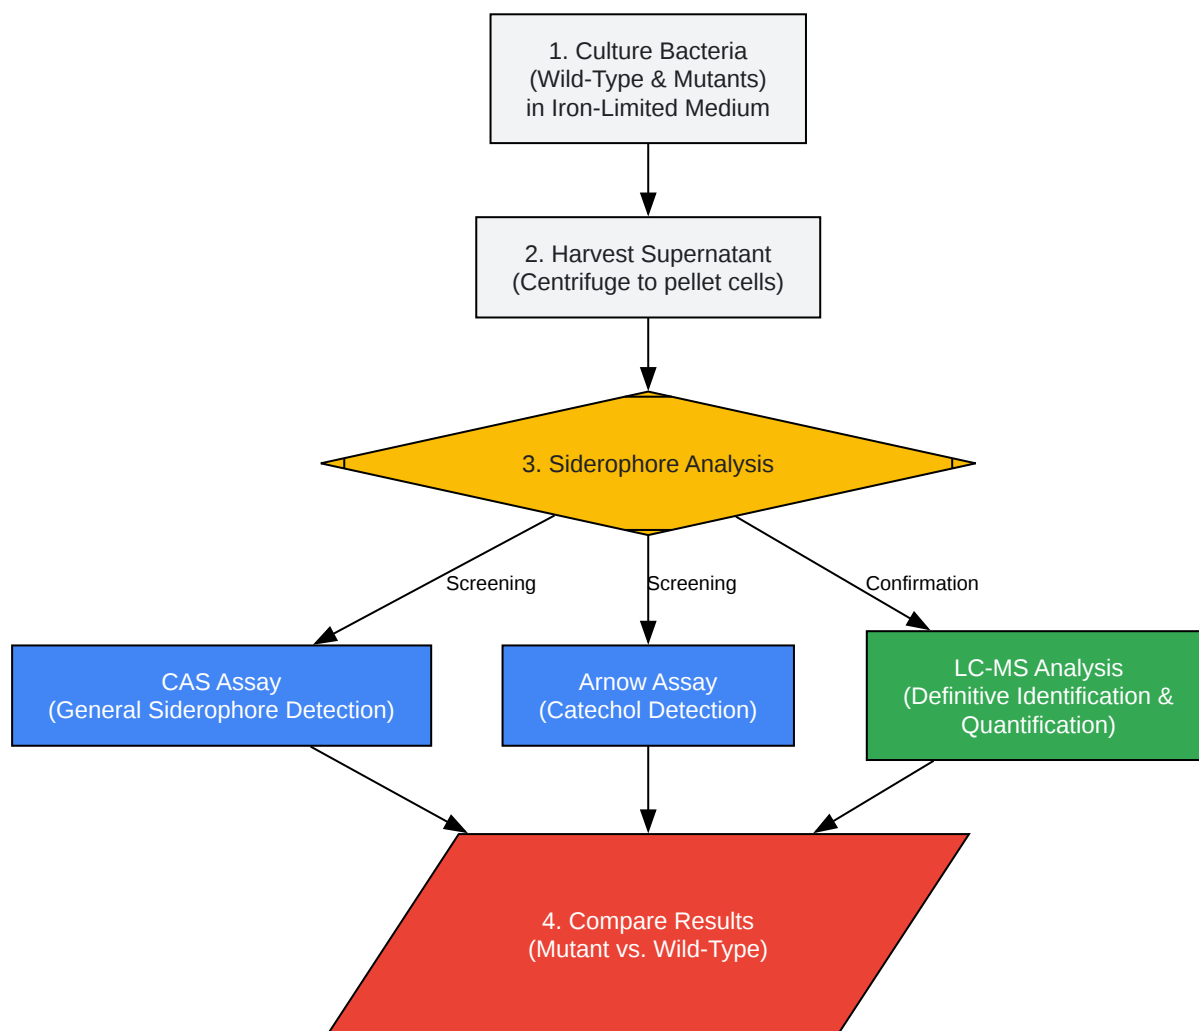 1. Culture Bacteria
(Wild-Type & Mutants)
in Iron-Limited Medium
2. Harvest Supernatant
(Centrifuge to pellet cells)
3. Siderophore Analysis
Screening
Screening
Confirmation
CAS Assay
(General Siderophore Detection)
Arnow Assay
(Catechol Detection)
LC-MS Analysis
(Definitive Identification &
Quantification)
4. Compare Results
(Mutant vs. Wild-Type)